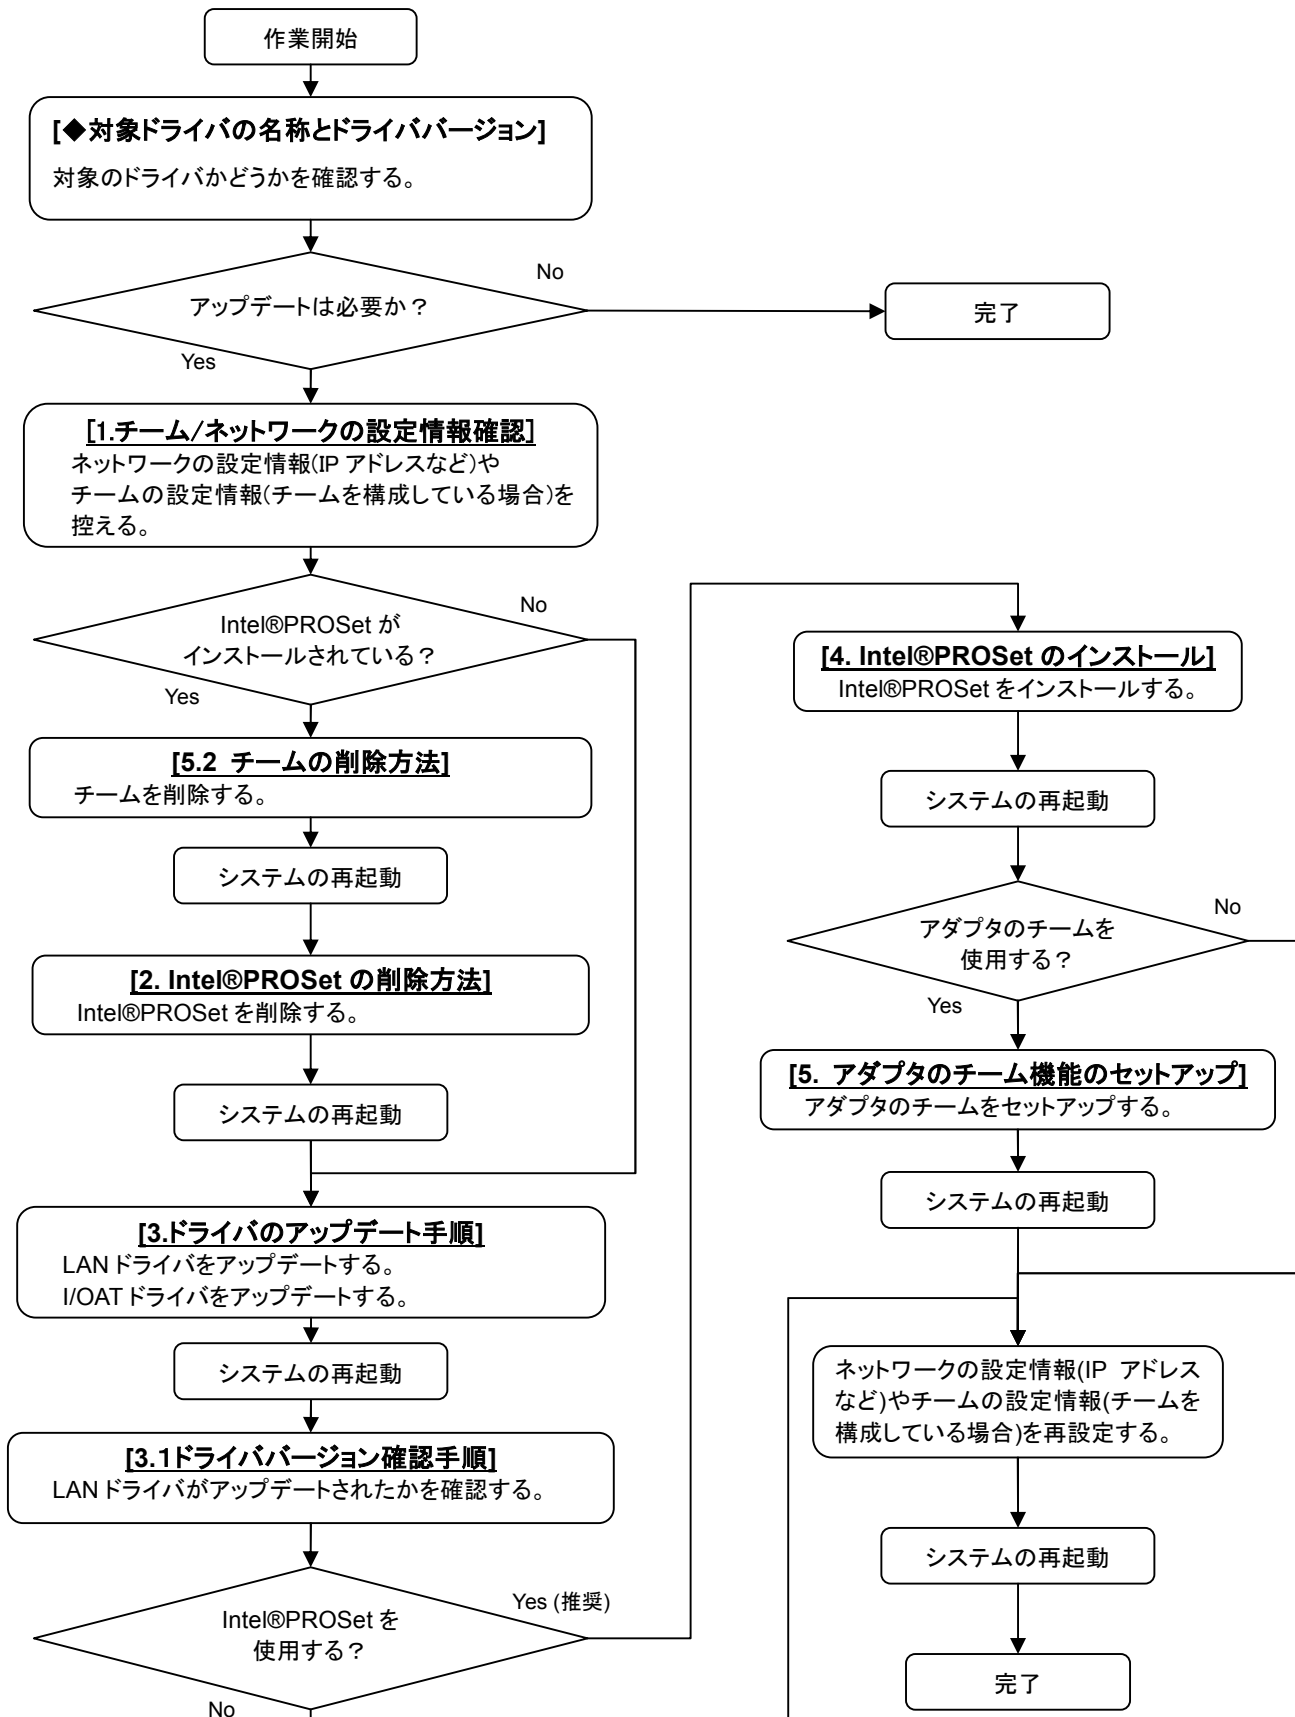 作業開始
[◆対象ドライバの名称とドライババージョン]
対象のドライバかどうかを確認する。
アップデートは必要か？
No
完了
Yes
[1.チーム/ネットワークの設定情報確認]
ネットワークの設定情報(IP アドレスなど)や
チームの設定情報(チームを構成している場合)を
控える。
Intel®PROSet が
インストールされている？
No
Yes
[5.2 チームの削除方法]
チームを削除する。
システムの再起動
[2. Intel®PROSet の削除方法]
Intel®PROSet を削除する。
システムの再起動
[3.ドライバのアップデート手順]
LAN ドライバをアップデートする。
I/OAT ドライバをアップデートする。
システムの再起動
[3.1ドライババージョン確認手順]
LAN ドライバがアップデートされたかを確認する。
Intel®PROSet を
使用する？
Yes (推奨)
No
[4. Intel®PROSet のインストール]
Intel®PROSet をインストールする。
システムの再起動
アダプタのチームを
使用する？
No
Yes
[5. アダプタのチーム機能のセットアップ]
アダプタのチームをセットアップする。
システムの再起動
ネットワークの設定情報(IP アドレス
など)やチームの設定情報(チームを
構成している場合)を再設定する。
システムの再起動
完了